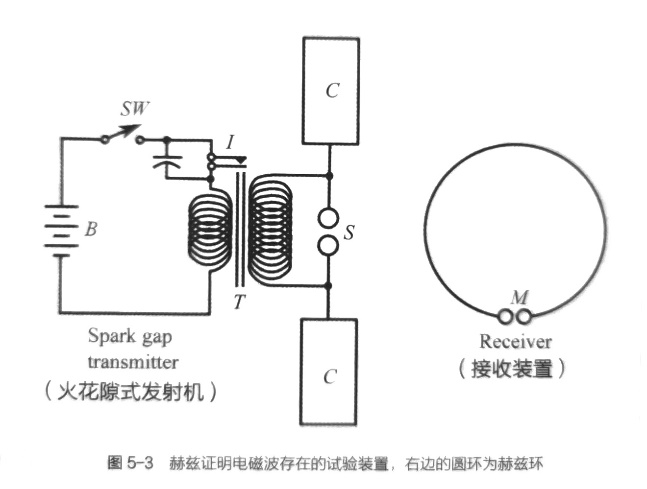 C
SW
I
B
S
T
M
C
Spark gap
transmitter
(火花隙式发射机)
Receiver
(接收装置)
图 5-3 赫兹证明电磁波存在的试验装置，右边的圆环为赫兹环